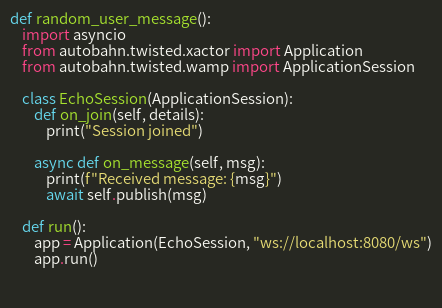 def random_user_message():
    import asyncio
    from autobahn.twisted.xactor import Application
    from autobahn.twisted.wamp import ApplicationSession
    class EchoSession(ApplicationSession):
        def on_join(self, details):
            print("Session joined")
        async def on_message(self, msg):
            print(f"Received message: {msg}")
            await self.publish(msg)
    def run():
        app = Application(EchoSession, "ws://localhost:8080/ws")
        app.run()